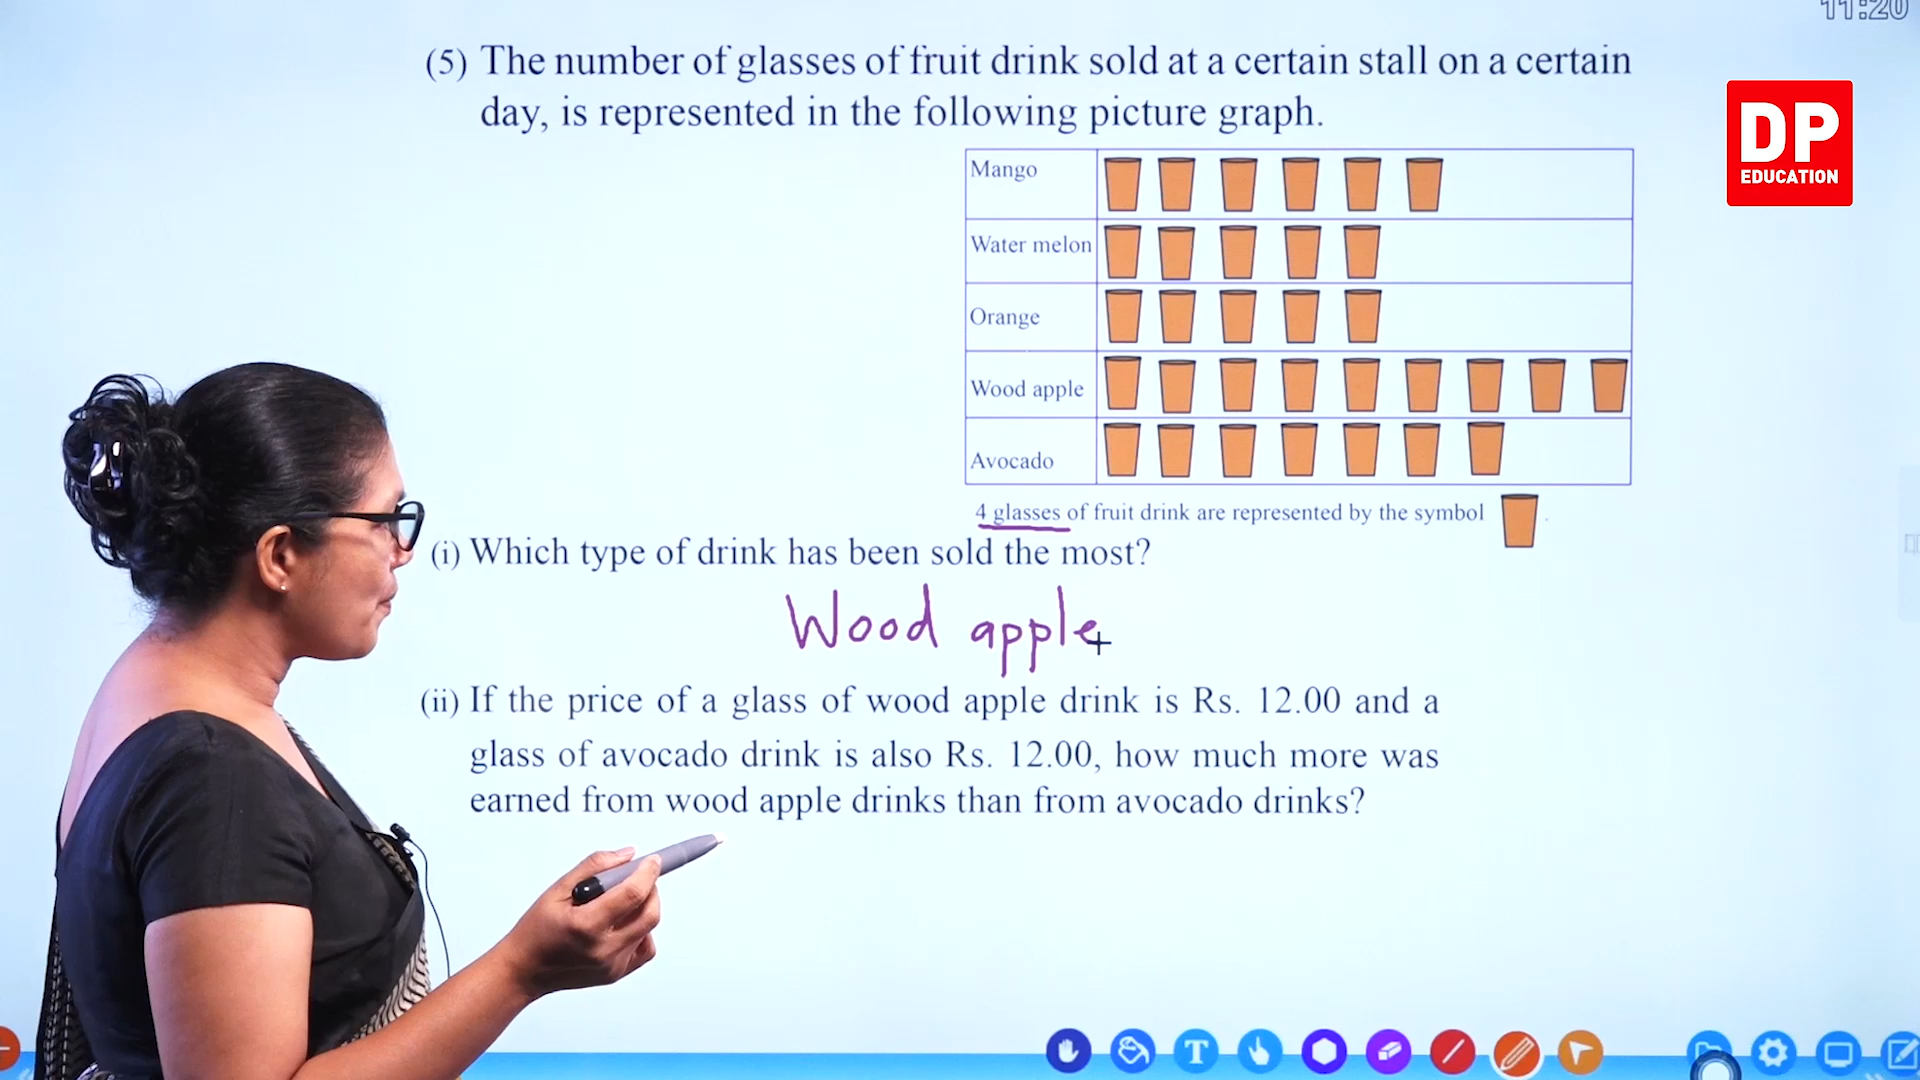 11:20
(5) The number of glasses of fruit drink sold at a certain stall on a certain
day, is represented in the following picture graph.
DP
EDUCATION
Mango
Water melon
Orange
Wood apple
Avocado
4 glasses of fruit drink are represented by the symbol .
(i) Which type of drink has been sold the most?
Wood apple
(ii) If the price of a glass of wood apple drink is Rs. 12.00 and a
glass of avocado drink is also Rs. 12.00, how much more was
earned from wood apple drinks than from avocado drinks?
T